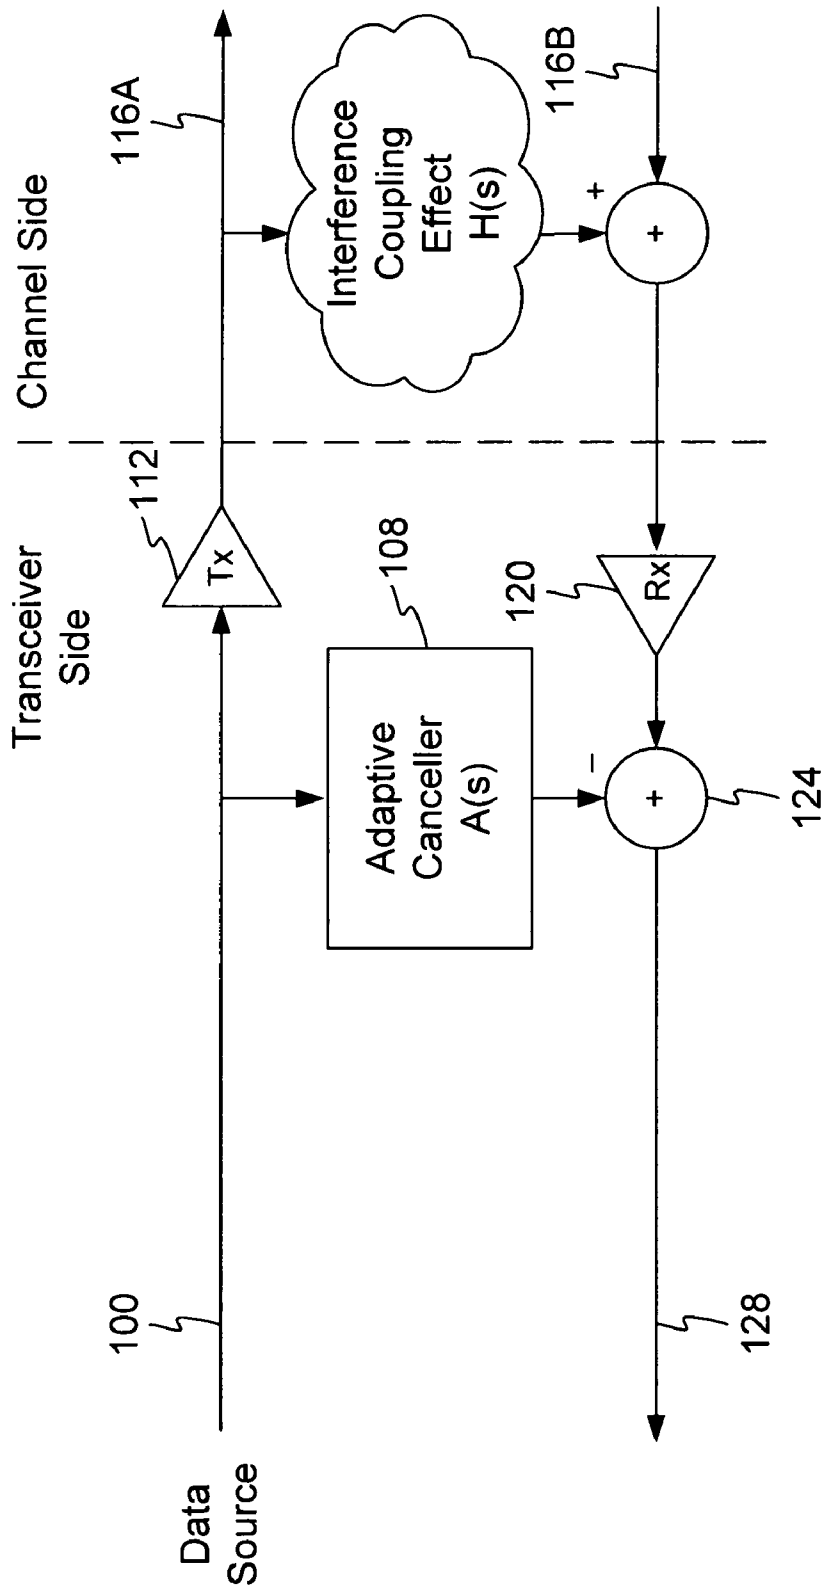 Transceiver
Side
Channel Side
Data
Source
100
112
Tx
116A
108
Adaptive
Canceller
A(s)
Interference
Coupling
Effect
H(s)
128
124
+
−
120
Rx
+
+
116B